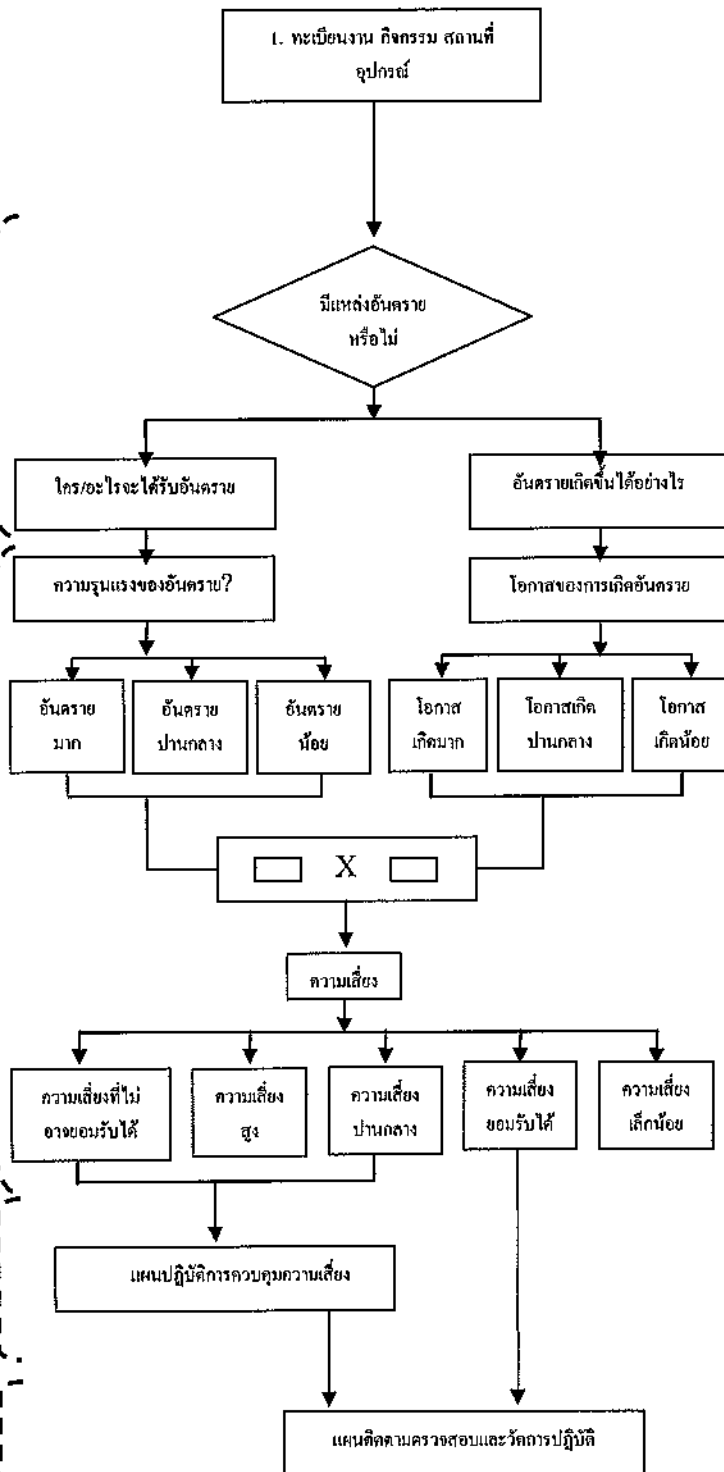 1. ทะเบียนงาน กิจกรรม สถานที่
อุปกรณ์
มีแหล่งอันตราย
หรือไม่
ใคร/อะไรจะได้รับอันตราย
อันตรายเกิดขึ้นได้อย่างไร
ความรุนแรงของอันตราย?
โอกาสของการเกิดอันตราย
อันตราย
มาก
อันตราย
ปานกลาง
อันตราย
น้อย
โอกาส
เกิดมาก
โอกาสเกิด
ปานกลาง
โอกาส
เกิดน้อย
X
ความเสี่ยง
ความเสี่ยงที่ไม่
อาจยอมรับได้
ความเสี่ยง
สูง
ความเสี่ยง
ปานกลาง
ความเสี่ยง
ยอมรับได้
ความเสี่ยง
เล็กน้อย
แผนปฏิบัติการควบคุมความเสี่ยง
แผนติดตามตรวจสอบและวัดการปฏิบัติ